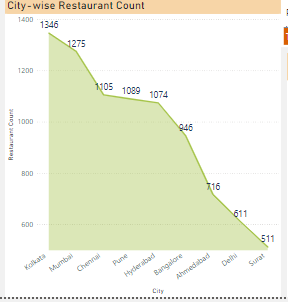 City-wise Restaurant Count
1400
1200
1000
800
600
Restaurant Count
1346
1275
1105
1089
1074
946
716
611
511
Kolkata
Mumbai
Chennai
Pune
Hyderabad
Bangalore
Ahmedabad
Delhi
Surat
City